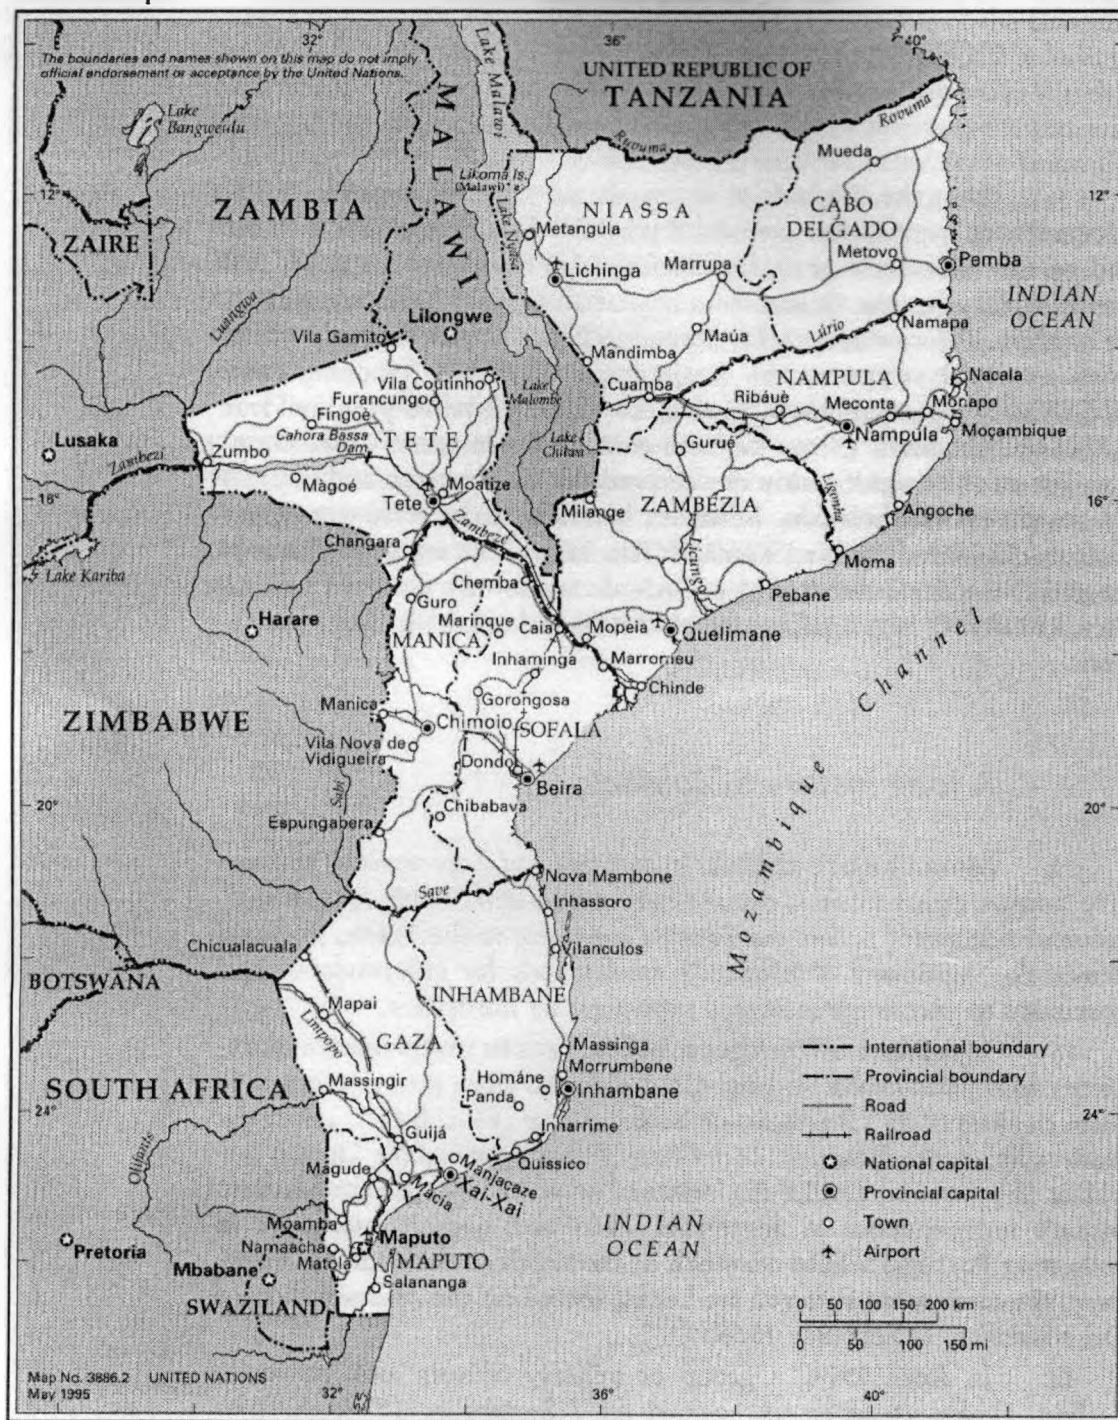 32°
36°
40°
The boundaries and names shown on this map do not imply
official endorsement or acceptance by the United Nations.
Lake
Bangweulu
MALAWI
Lake Malawi
UNITED REPUBLIC OF
TANZANIA
Rovuma
Ruvuma
Mueda
12°
12°
Likoma Is.
(Malawi)
Lake Nyasa
ZAMBIA
NIASSA
CABO
DELGADO
ZAIRE
Metangula
Metovo
Pemba
Lichinga
Marrupa
INDIAN
OCEAN
Luangwa
Lilongwe
Lúrio
Namapa
Vila Gamito
Maúa
Mandimba
Vila Coutinho
Lake
Malombe
Cuamba
NAMPULA
Nacala
Furancungo
Ribáuè
Meconta
Monapo
Fingoè
Lusaka
Cahora Bassa
Dam
TETE
Lake
Chilwa
Gurué
Nampula
Moçambique
Zambezi
Zumbo
Màgoé
Moatize
16°
Tete
Milange
ZAMBÉZIA
Ligonha
Angoche
16°
Zambezi
Changara
Licungo
Moma
Lake Kariba
Chemba
Pebane
Harare
Guro
Marinque
MANICA
Caia
Mopeia
Quelimane
Inhaminga
Marromeu
Chinde
Gorongosa
Manica
ZIMBABWE
Chimoio
SOFALA
Vila Nova de
Vidigueira
Dondo
Beira
Mozambique Channel
Sabi
20°
Chibabava
20°
Espungabera
Save
Nova Mambone
Inhassoro
Chicualacuala
Vilanculos
BOTSWANA
INHAMBANE
Mapai
Limpopo
GAZA
Massinga
International boundary
Morrumbene
SOUTH AFRICA
Massingir
Hománe
Panda
Inhambane
Provincial boundary
Road
24°
24°
Guijá
Inharrime
Railroad
Olifants
Quissico
National capital
Magude
Manjacaze
Macia
Xai-Xai
Provincial capital
Moamba
Town
Pretoria
Namaacha
Maputo
INDIAN
OCEAN
Airport
Matola
MAPUTO
Mbabane
Salananga
SWAZILAND
0 50 100 150 200 km
0 50 100 150 mi
Map No. 3886.2 UNITED NATIONS
May 1995
32°
36°
40°